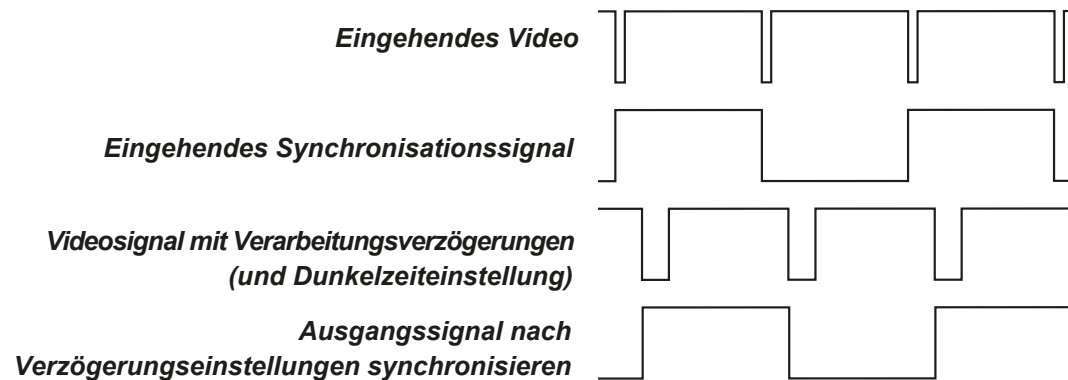 Eingehendes Video
Eingehendes Synchronisationssignal
Videosignal mit Verarbeitungsverzögerungen
(und Dunkelzeiteinstellung)
Ausgangssignal nach
Verzögerungseinstellungen synchronisieren